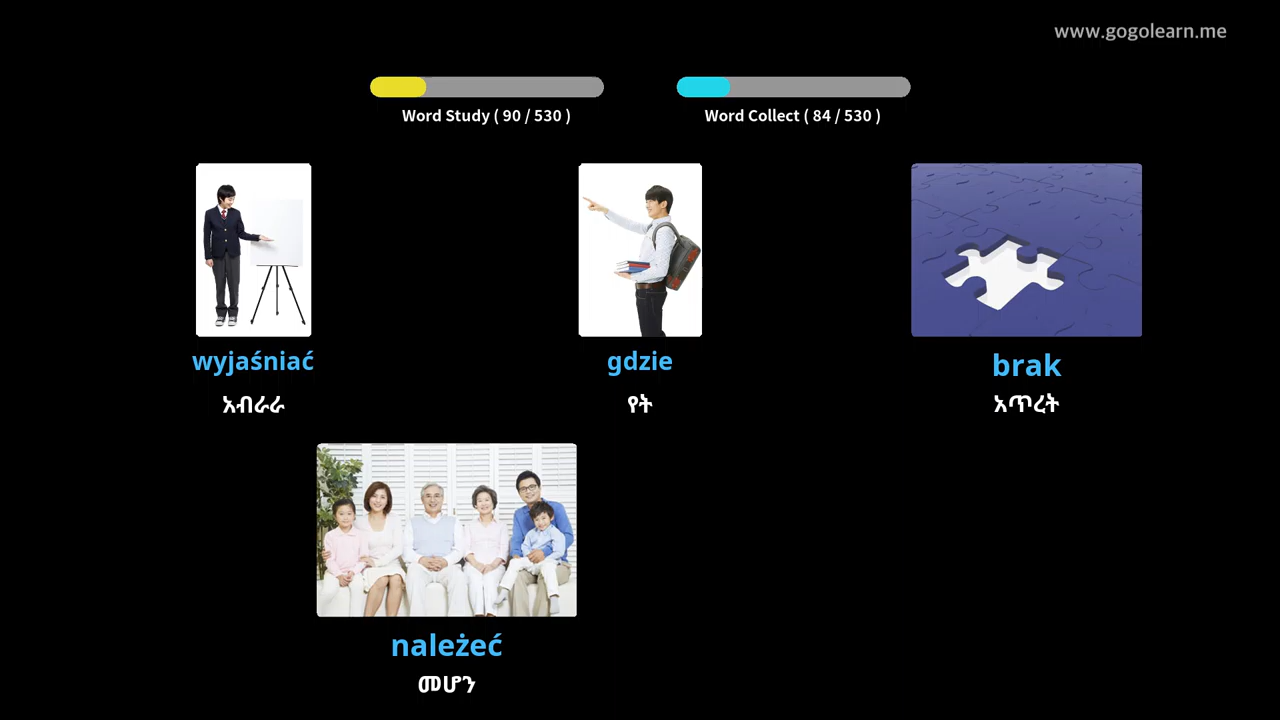 www.gogolearn.me
Word Study ( 90 / 530 )
Word Collect ( 84 / 530 )
wyjaśniać
አብራራ
gdzie
የት
brak
አጥረት
należeć
መሆን